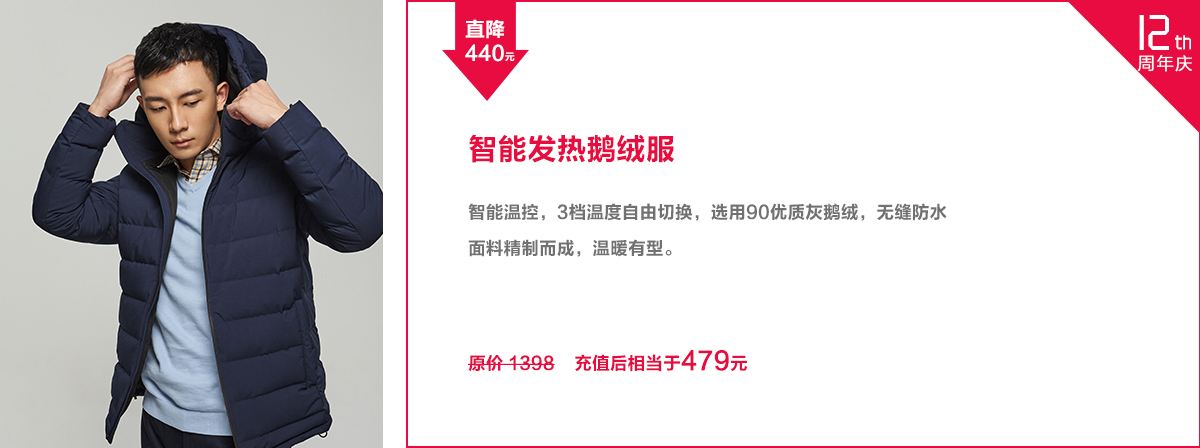 直降
440元
12th
周年庆
智能发热鹅绒服
智能温控，3档温度自由切换，选用90优质灰鹅绒，无缝防水
面料精制而成，温暖有型。
原价 1398 充值后相当于479元